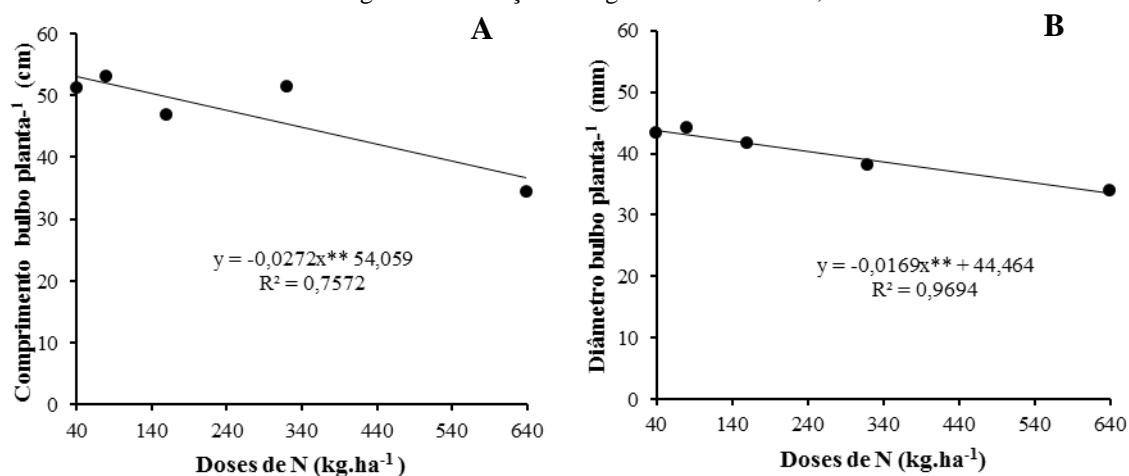 A
60
50
40
30
20
10
0
Comprimento bulbo planta-¹ (cm)
y = -0,0272x** 54,059
R² = 0,7572
40 140 240 340 440 540 640
Doses de N (kg.ha⁻¹ )
B
60
50
40
30
20
10
0
Diâmetro bulbo planta-¹ (mm)
y = -0,0169x** + 44,464
R² = 0,9694
40 140 240 340 440 540 640
Doses de N (kg.ha⁻¹)